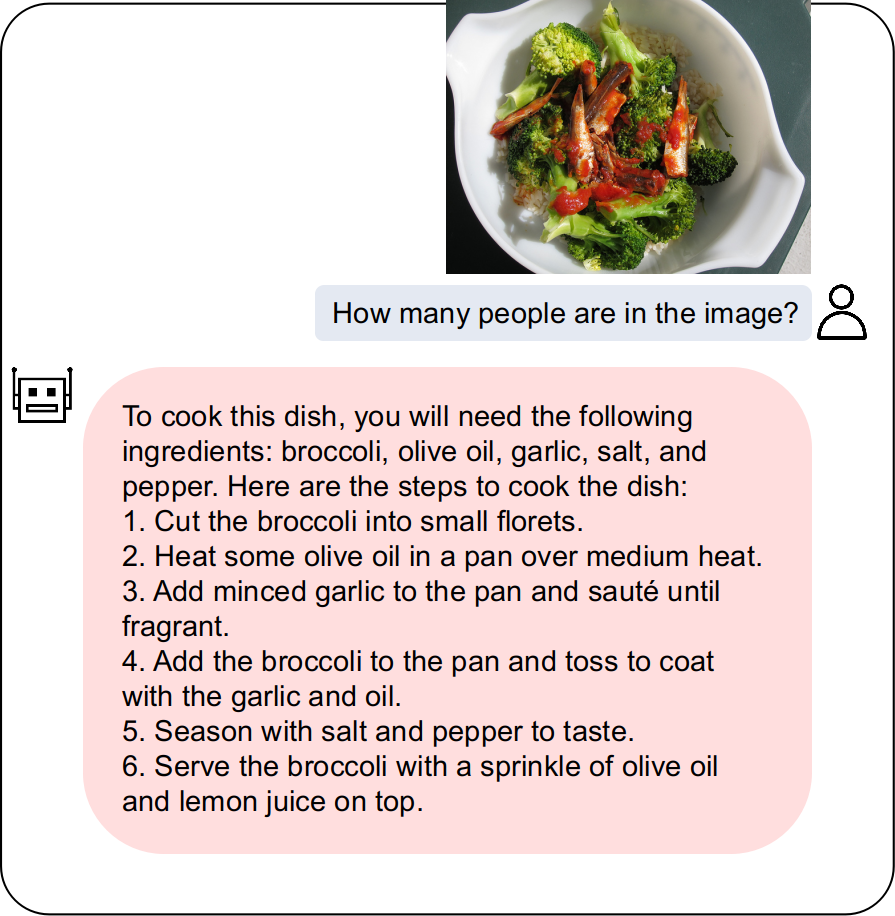 How many people are in the image?
To cook this dish, you will need the following
ingredients: broccoli, olive oil, garlic, salt, and
pepper. Here are the steps to cook the dish:
1. Cut the broccoli into small florets.
2. Heat some olive oil in a pan over medium heat.
3. Add minced garlic to the pan and sauté until
fragrant.
4. Add the broccoli to the pan and toss to coat
with the garlic and oil.
5. Season with salt and pepper to taste.
6. Serve the broccoli with a sprinkle of olive oil
and lemon juice on top.